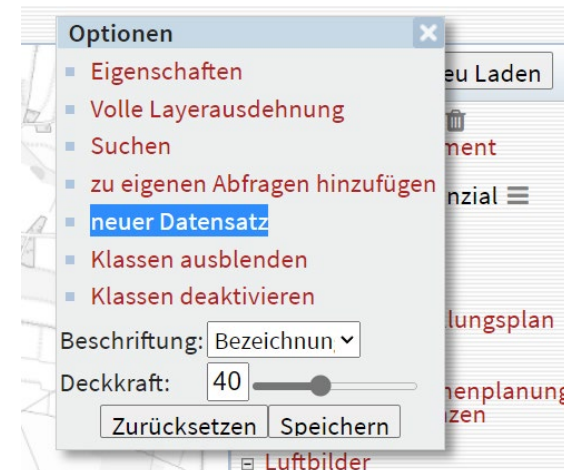 Optionen
Eigenschaften
eu Laden
Volle Layerausdehnung
Suchen
ment
zu eigenen Abfragen hinzufügen
nzial
neuer Datensatz
Klassen ausblenden
Klassen deaktivieren
lungsplan
Beschriftung: Bezeichnun
Deckkraft: 40
enplanung
zen
Zurücksetzen Speichern
Luftbilder